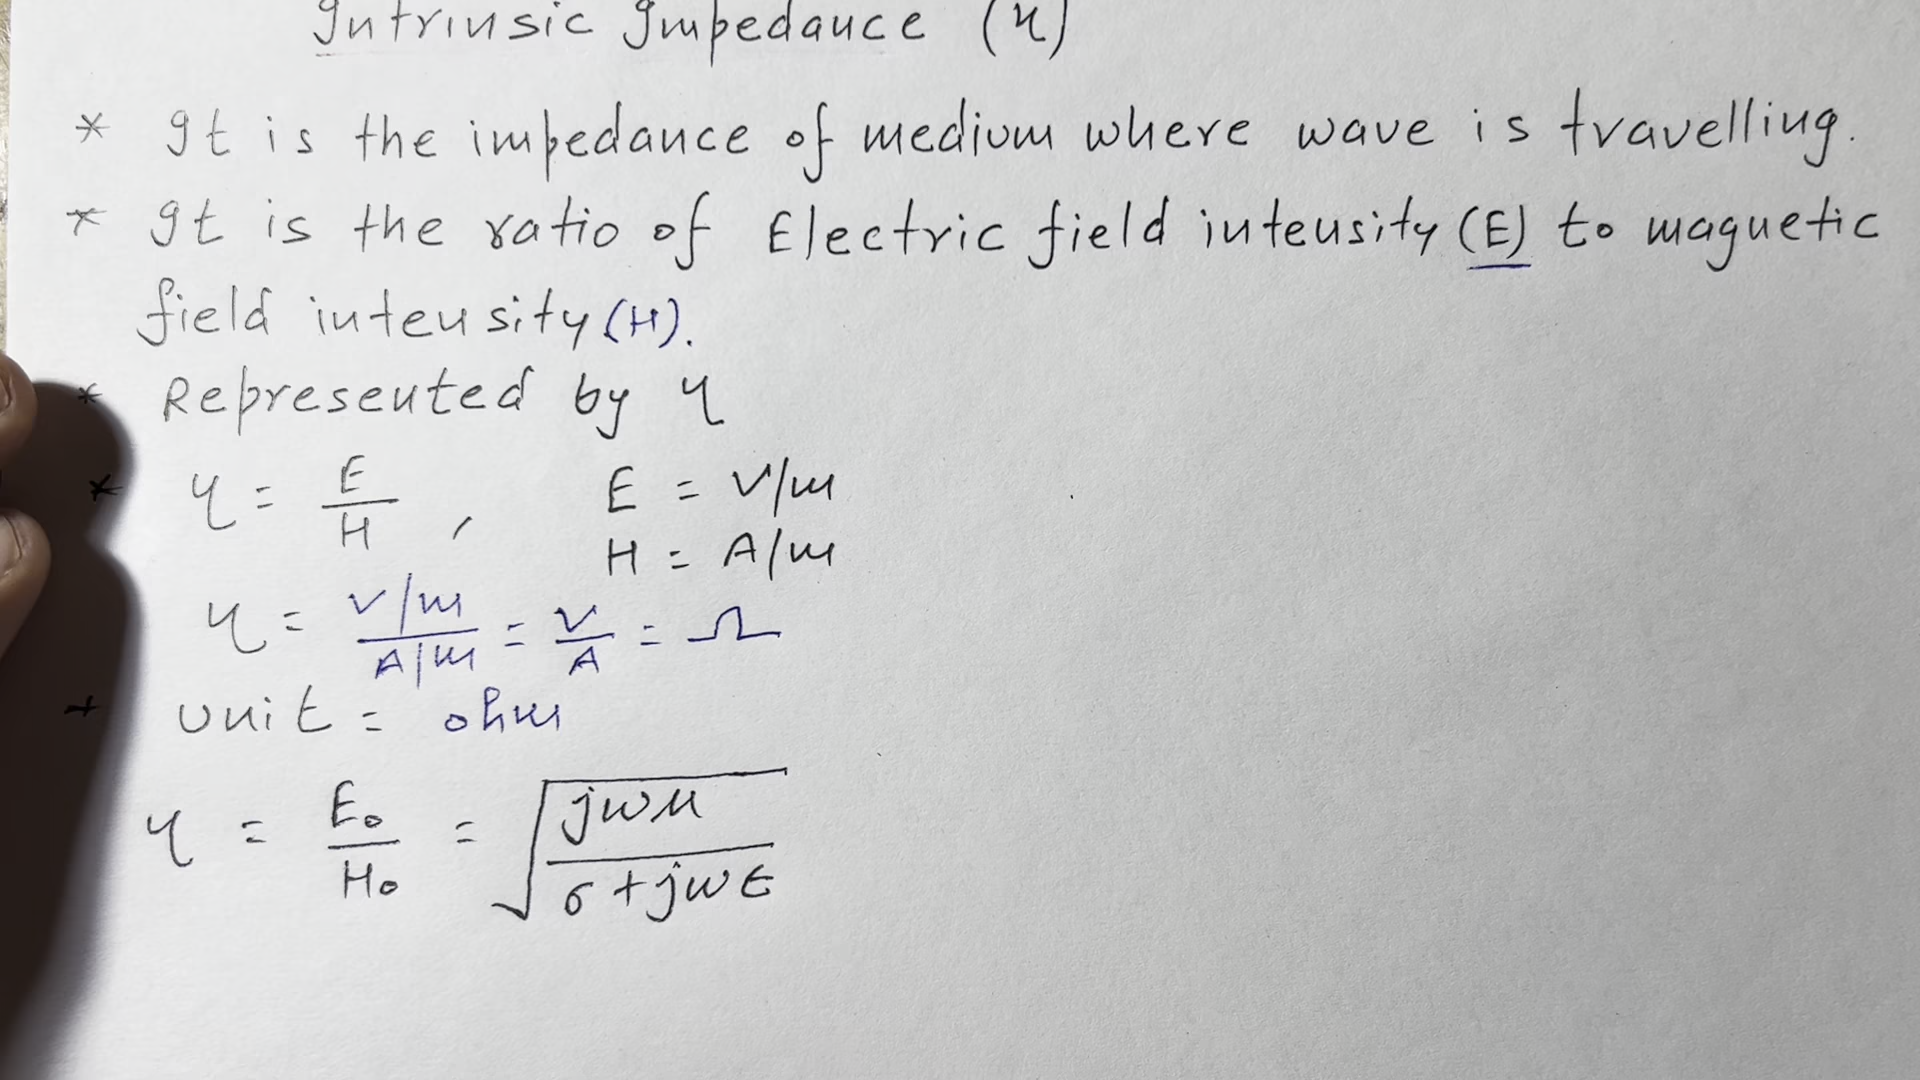 Intrinsic Impedance (η)
* It is the impedance of medium where wave is travelling.
* It is the ratio of Electric field intensity (E) to magnetic
field intensity (H).
* Represented by η
* η = E/H , E = V/m
H = A/m
η = V/m / A/m = V/A = Ω
* Unit = ohm
η = E₀/H₀ = √(jωμ / σ+jωϵ)